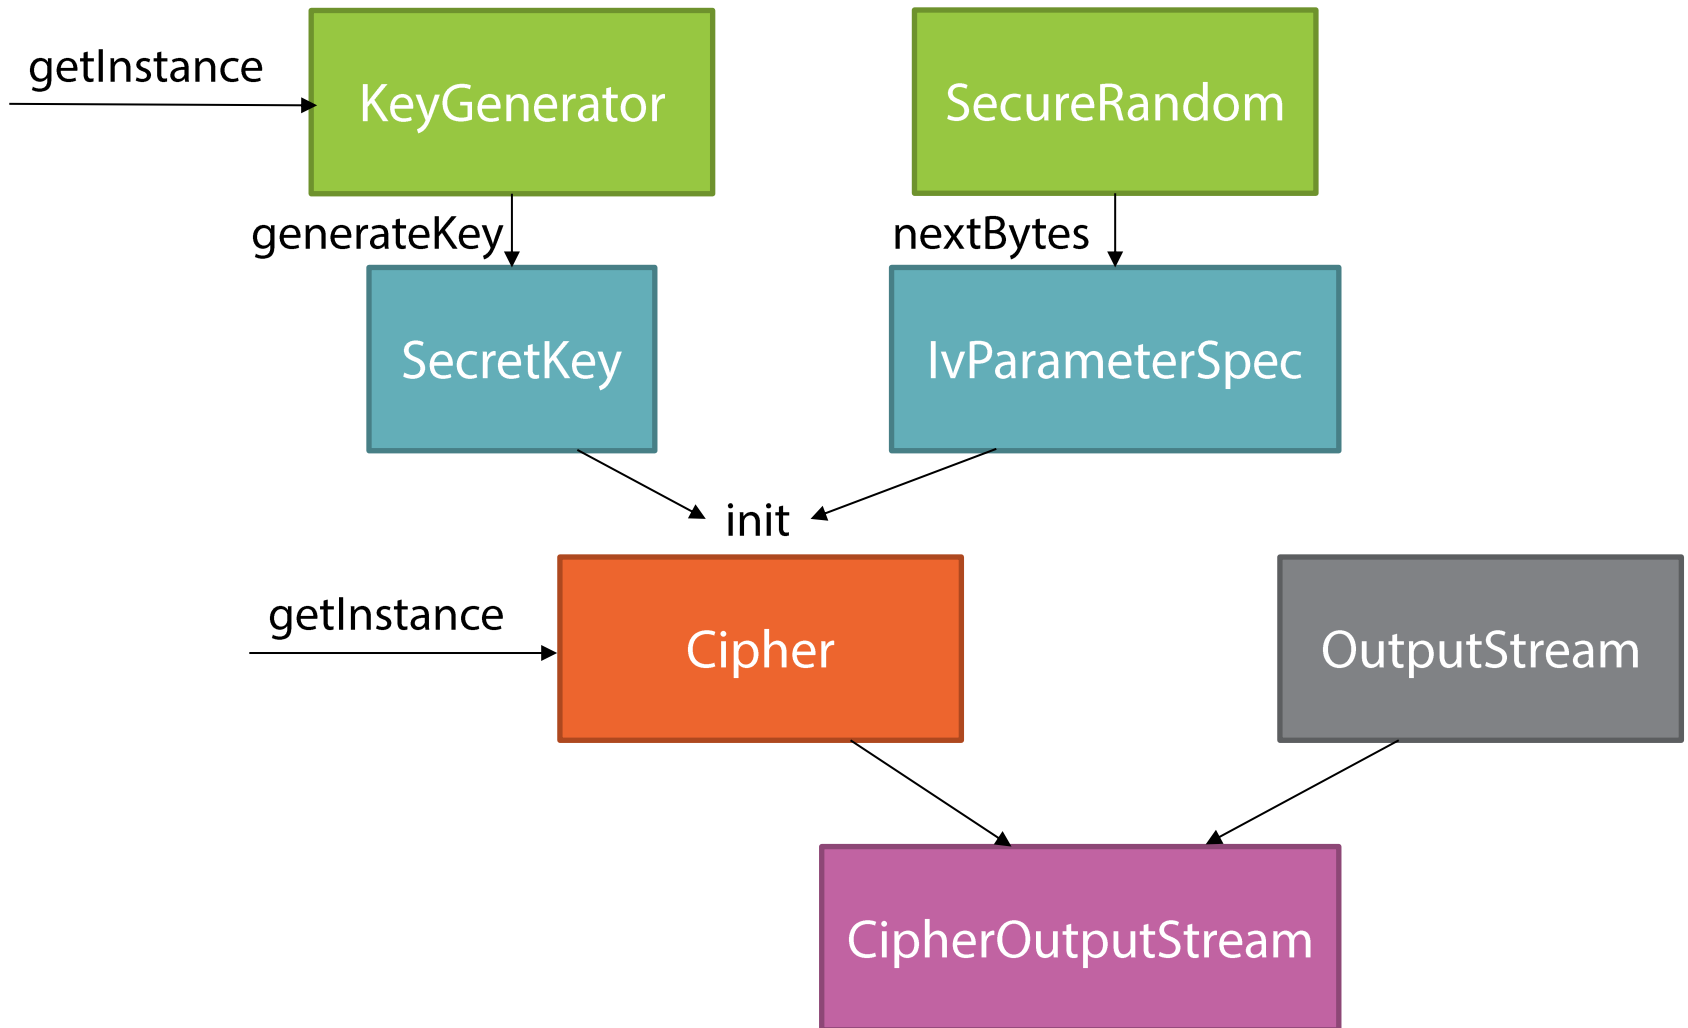 getInstance
KeyGenerator
SecureRandom
generateKey
nextBytes
SecretKey
IvParameterSpec
init
getInstance
Cipher
OutputStream
CipherOutputStream